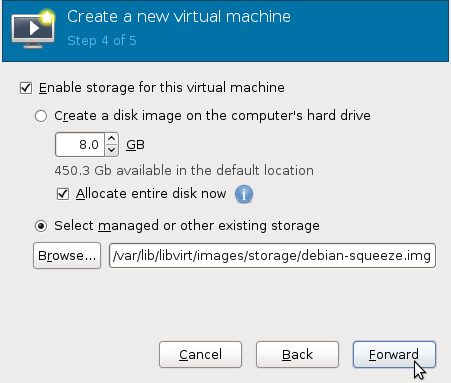 Create a new virtual machine
Step 4 of 5
Enable storage for this virtual machine
Create a disk image on the computer's hard drive
8.0 GB
450.3 Gb available in the default location
Allocate entire disk now
Select managed or other existing storage
Browse... /var/lib/libvirt/images/storage/debian-squeeze.img
Cancel Back Forward